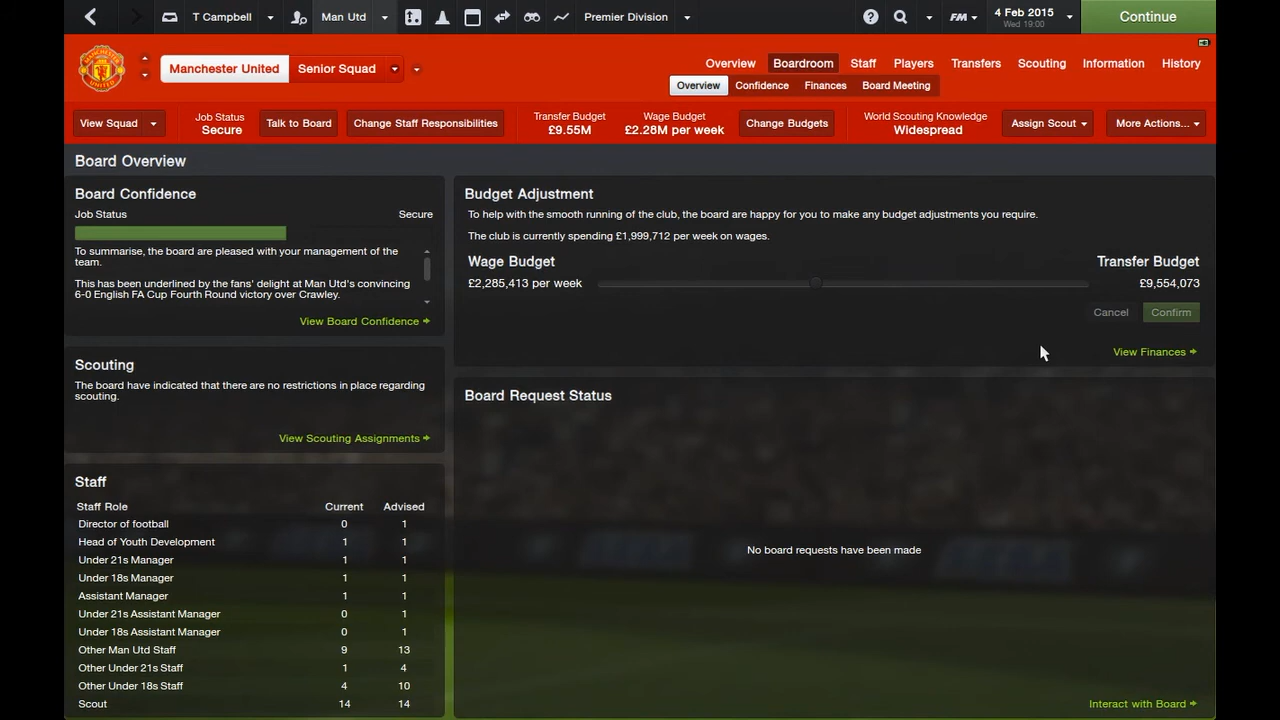 T Campbell Man Utd Premier Division FM 4 Feb 2015 Continue
Wed 19:00
Manchester United Senior Squad Overview Boardroom Staff Players Transfers Scouting Information History
Overview Confidence Finances Board Meeting
View Squad Job Status Secure Talk to Board Change Staff Responsibilities Transfer Budget £9.55M Wage Budget £2.28M per week Change Budgets World Scouting Knowledge Widespread Assign Scout More Actions...
Board Overview
Board Confidence
Job Status Secure
To summarise, the board are pleased with your management of the
team.
This has been underlined by the fans' delight at Man Utd's convincing
6-0 English FA Cup Fourth Round victory over Crawley.
View Board Confidence
Budget Adjustment
To help with the smooth running of the club, the board are happy for you to make any budget adjustments you require.
The club is currently spending £1,999,712 per week on wages.
Wage Budget Transfer Budget
£2,285,413 per week £9,554,073
Cancel Confirm
View Finances
Scouting
The board have indicated that there are no restrictions in place regarding
scouting.
View Scouting Assignments
Board Request Status
No board requests have been made
Interact with Board
Staff
Staff Role Current Advised
Director of football 0 1
Head of Youth Development 1 1
Under 21s Manager 1 1
Under 18s Manager 1 1
Assistant Manager 1 1
Under 21s Assistant Manager 0 1
Under 18s Assistant Manager 0 1
Other Man Utd Staff 9 13
Other Under 21s Staff 1 4
Other Under 18s Staff 4 10
Scout 14 14